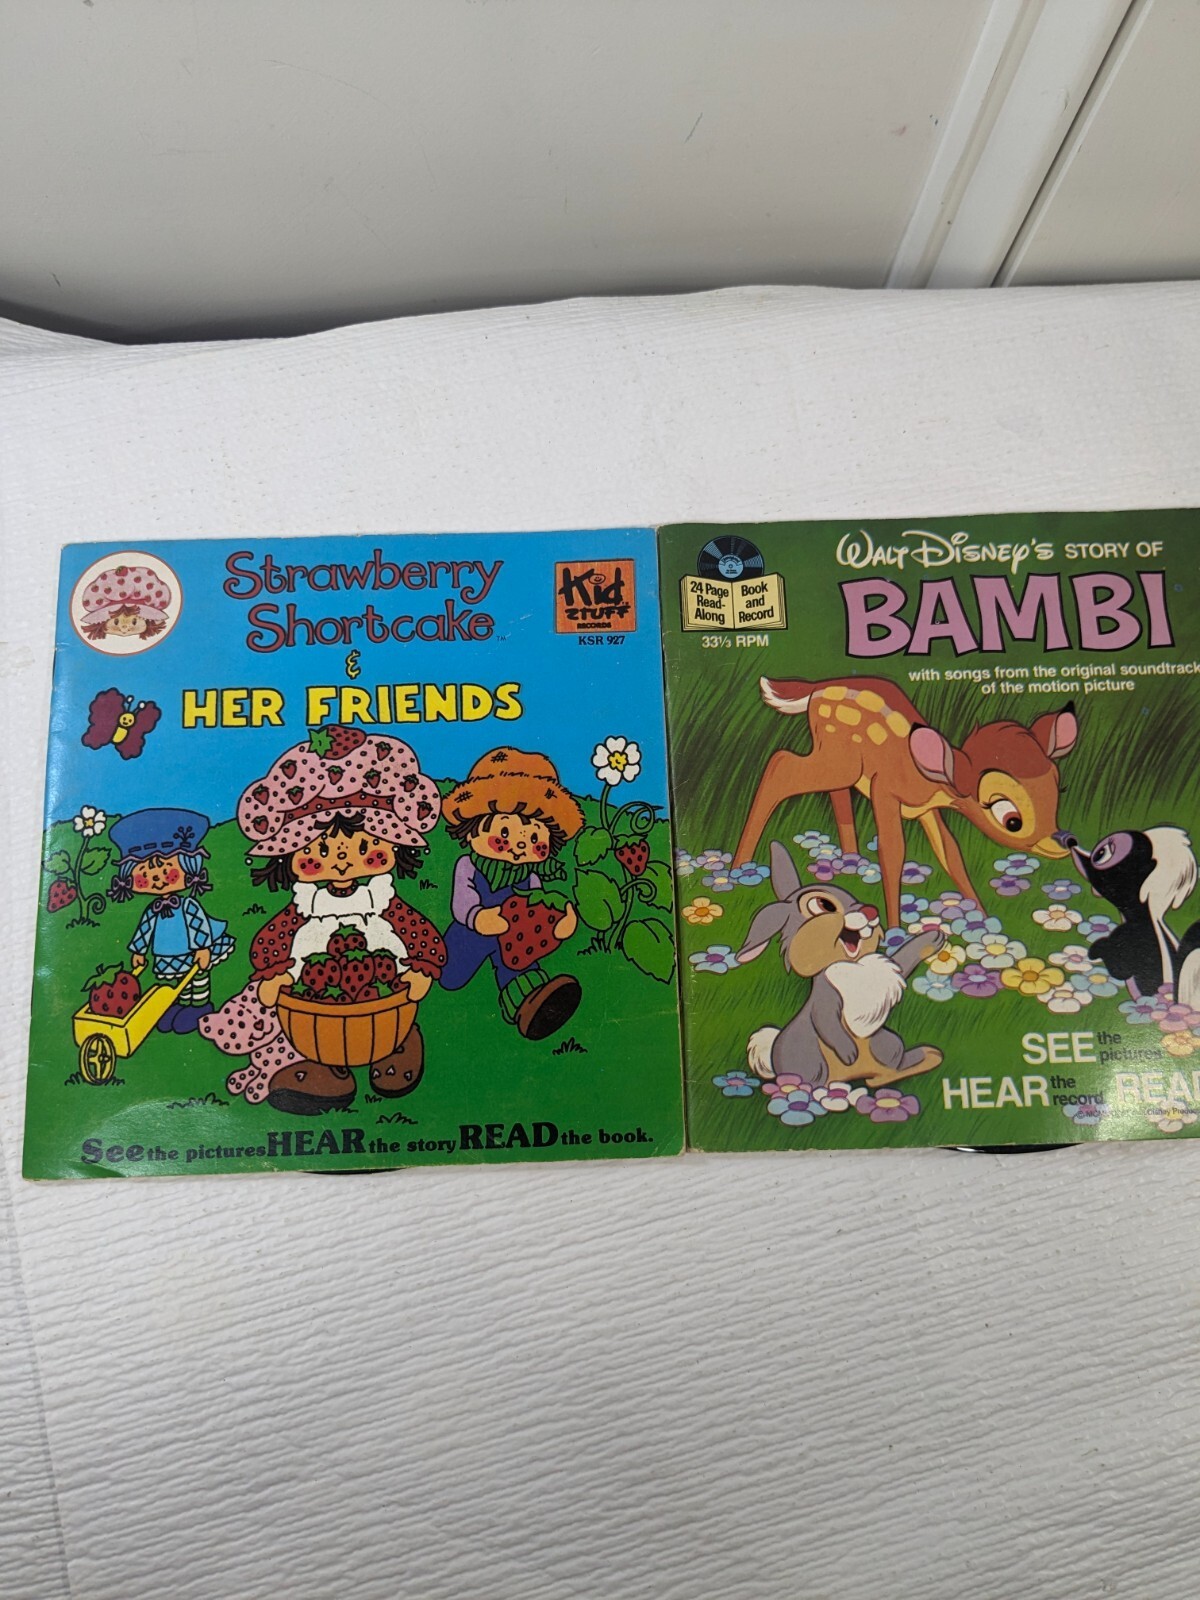 Strawberry
Shortcake TM
&
HER FRIENDS
Kid
STUFF
RECORDS
KSR 927
See the pictures HEAR the story READ the book.
24 Page
Read-
Along
Book
and
Record
33⅓ RPM
WALT DISNEY'S STORY OF
BAMBI
with songs from the original soundtrack
of the motion picture
SEE the pictures
HEAR the record